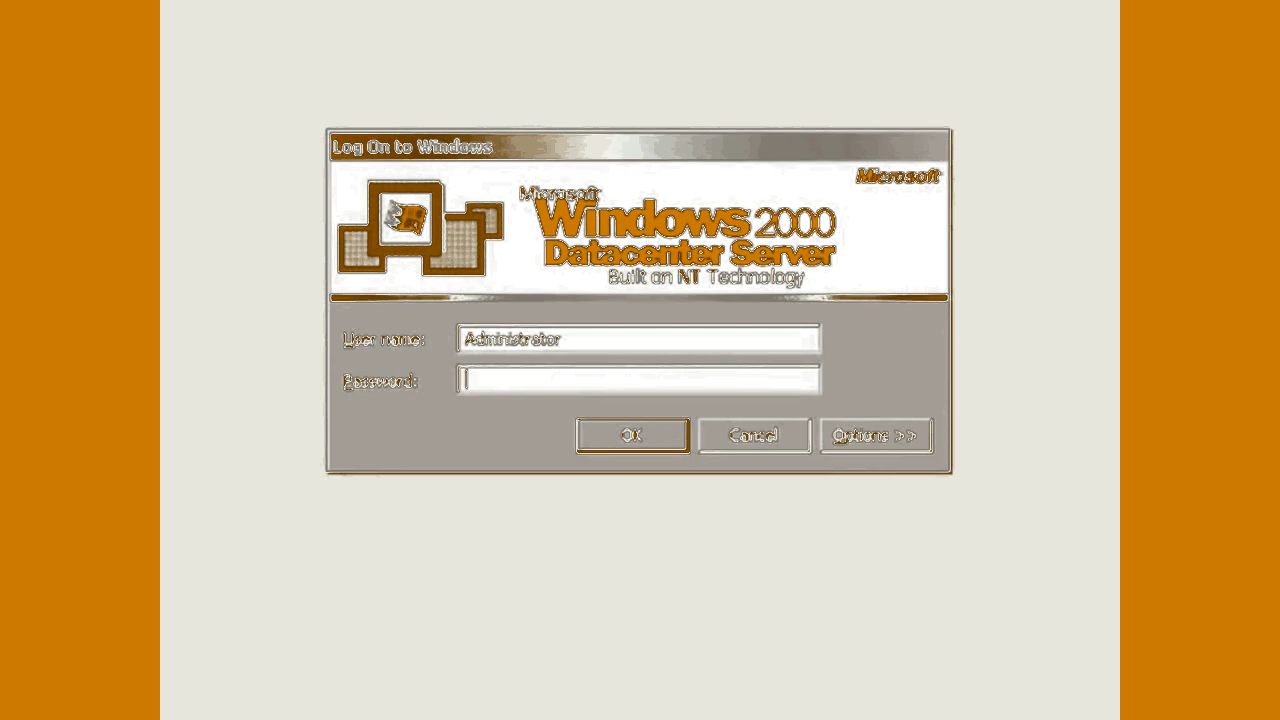 Log On to Windows
Microsoft
Microsoft
Windows 2000
Datacenter Server
Built on NT Technology
User name: Administrator
Password:
OK Cancel Options >>